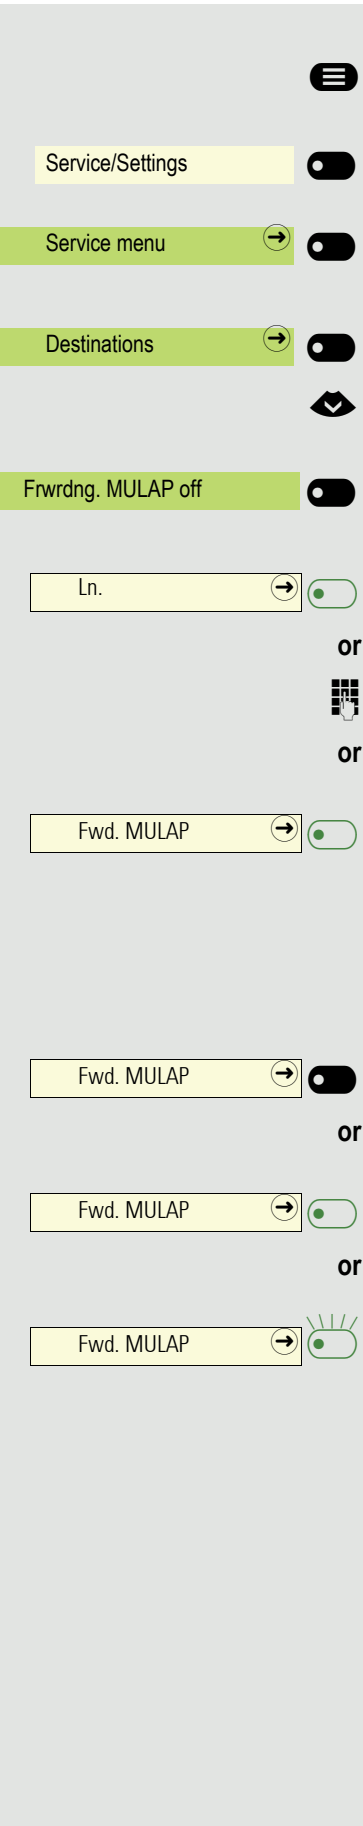 Service/Settings
Service menu
Destinations
Frwrdng. MULAP off
Ln.
or
or
Fwd. MULAP
Fwd. MULAP
or
Fwd. MULAP
or
Fwd. MULAP